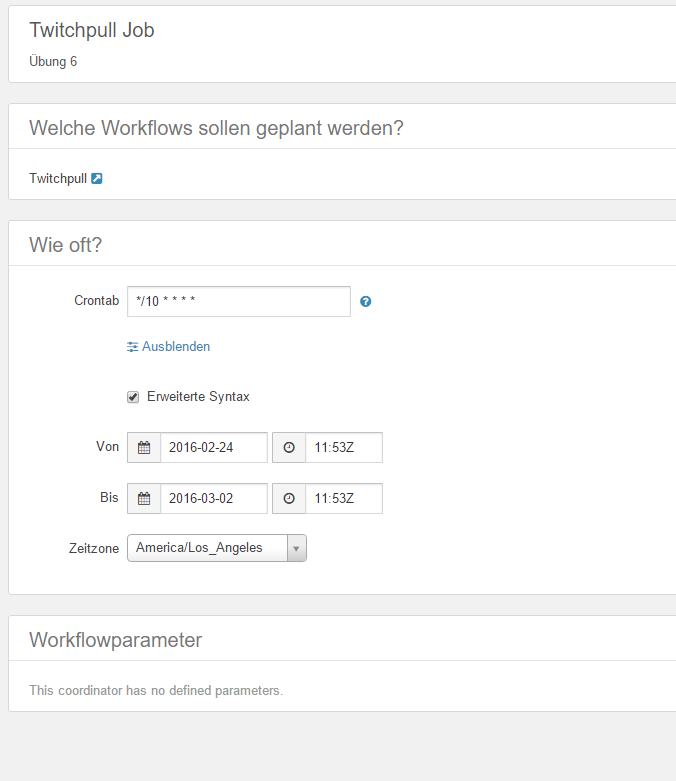 Twitchpull Job
Übung 6
Welche Workflows sollen geplant werden?
Twitchpull
Wie oft?
Crontab */10 * * * *
Ausblenden
Erweiterte Syntax
Von 2016-02-24 11:53Z
Bis 2016-03-02 11:53Z
Zeitzone America/Los_Angeles
Workflowparameter
This coordinator has no defined parameters.